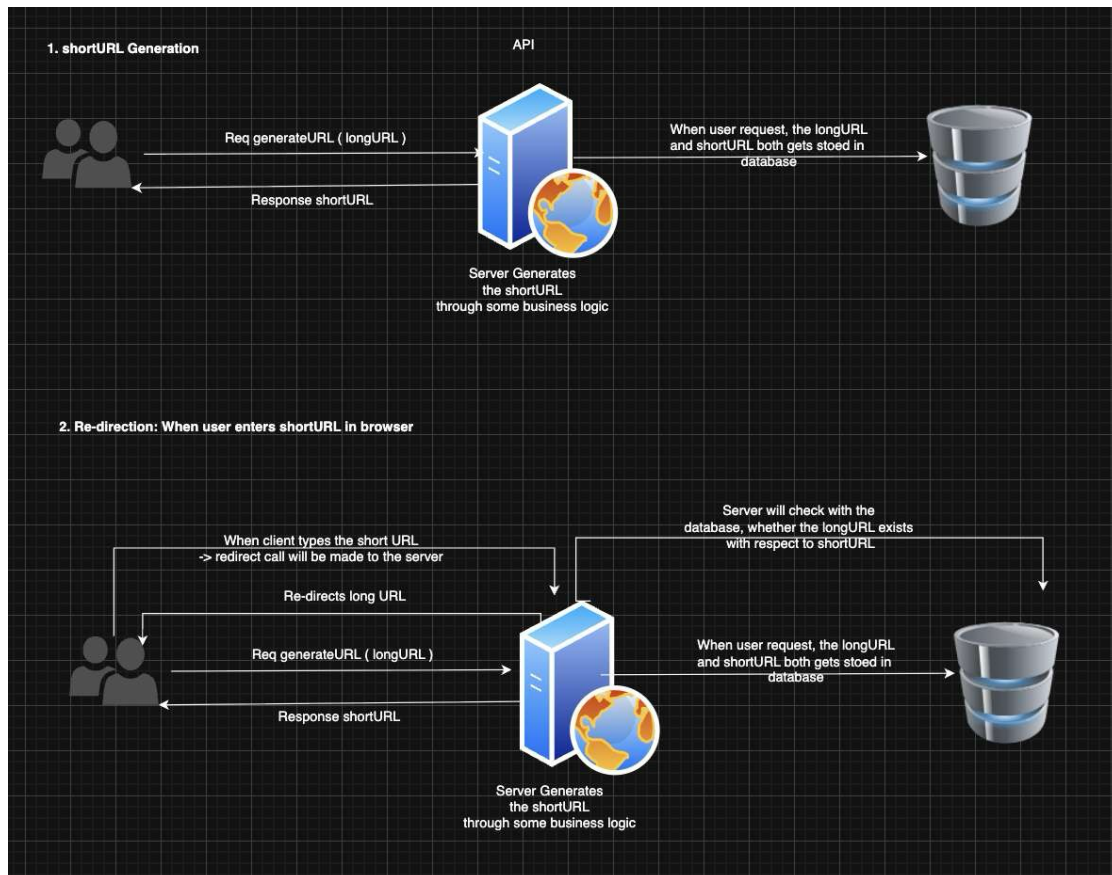 1. shortURL Generation
API
Req generateURL ( longURL )
Response shortURL
When user request, the longURL
and shortURL both gets stoed in
database
Server Generates
the shortURL
through some business logic
2. Re-direction: When user enters shortURL in browser
When client types the short URL
-> redirect call will be made to the server
Server will check with the
database, whether the longURL exists
with respect to shortURL
Re-directs long URL
Req generateURL ( longURL )
Response shortURL
When user request, the longURL
and shortURL both gets stoed in
database
Server Generates
the shortURL
through some business logic